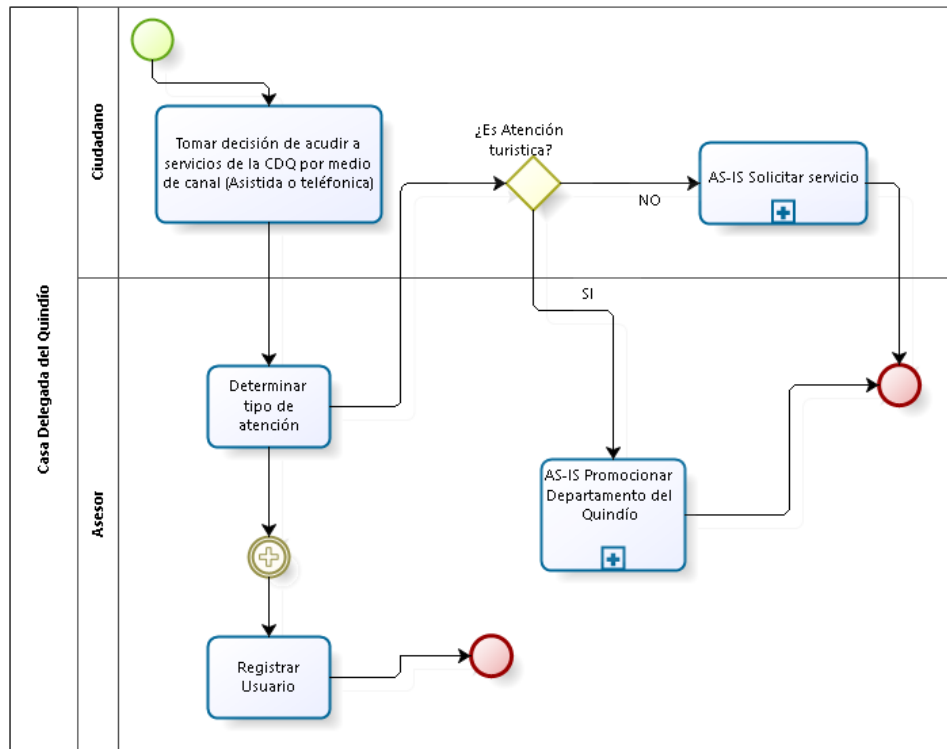 Casa Delegada del Quindío
Ciudadano
Tomar decisión de acudir a
servicios de la CDQ por medio
de canal (Asistida o teléfonica)
¿Es Atención
turistica?
NO
AS-IS Solicitar servicio
SI
Asesor
Determinar
tipo de
atención
AS-IS Promocionar
Departamento del
Quindío
Registrar
Usuario